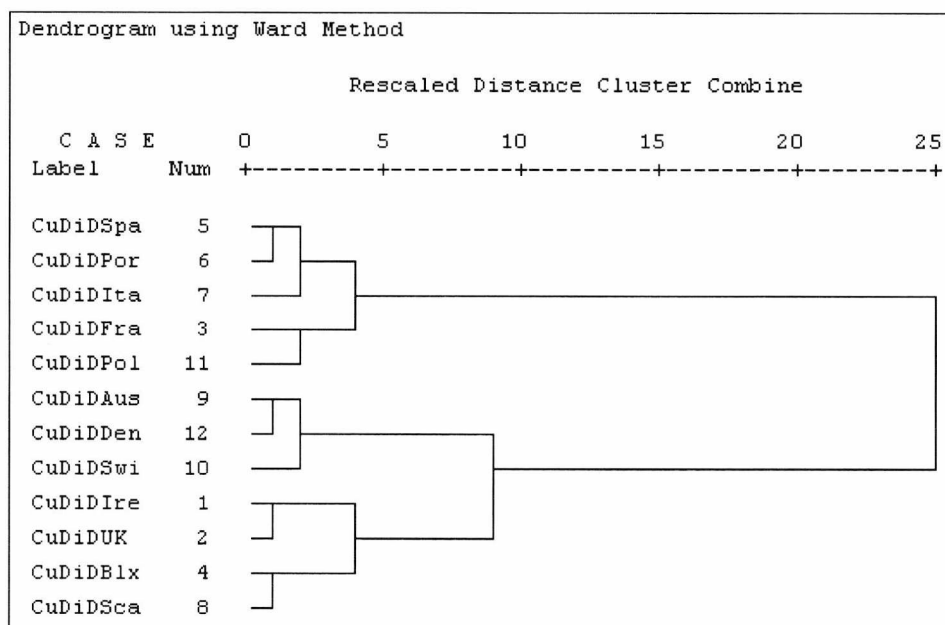 Dendrogram using Ward Method
Rescaled Distance Cluster Combine
C A S E 0 5 10 15 20 25
Label Num +---------+---------+---------+---------+---------+
CuDiDSpa 5
CuDiDPor 6
CuDiDIta 7
CuDiDFra 3
CuDiDPol 11
CuDiDAus 9
CuDiDDen 12
CuDiDSwi 10
CuDiDIre 1
CuDiDUK 2
CuDiDBlx 4
CuDiDSca 8